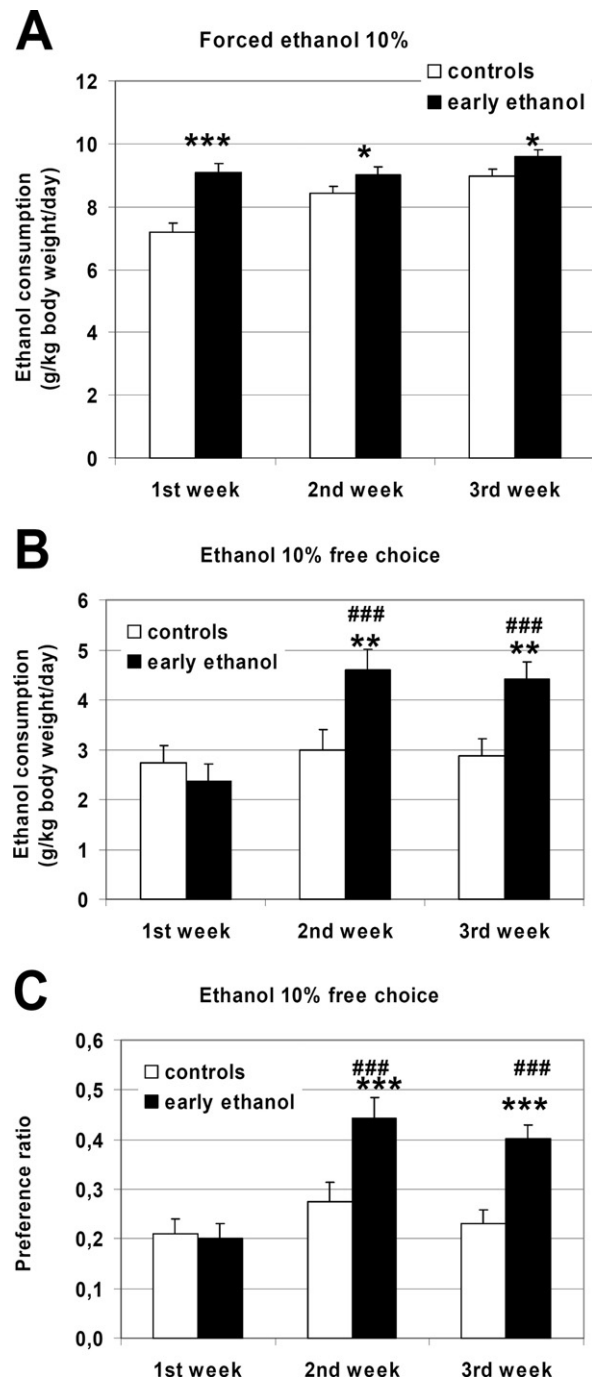 A
Forced ethanol 10%
controls
early ethanol
Ethanol consumption
(g/kg body weight/day)
12
10
8
6
4
2
0
***
*
*
1st week
2nd week
3rd week
B
Ethanol 10% free choice
controls
early ethanol
Ethanol consumption
(g/kg body weight/day)
6
5
4
3
2
1
0
###
**
###
**
1st week
2nd week
3rd week
C
Ethanol 10% free choice
controls
early ethanol
Preference ratio
0,6
0,5
0,4
0,3
0,2
0,1
0,0
###
***
###
***
1st week
2nd week
3rd week